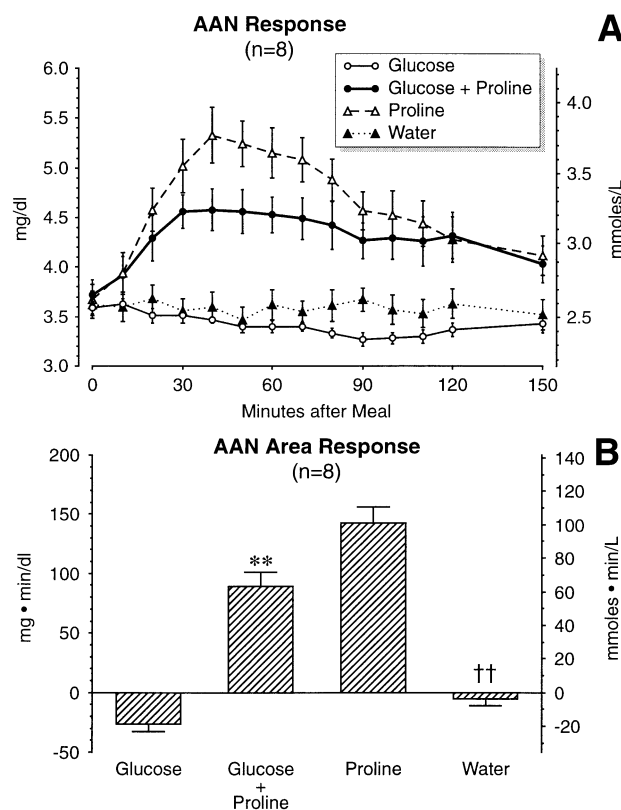 AAN Response
(n=8)
A
Glucose
Glucose + Proline
Proline
Water
6.0
5.5
5.0
4.5
4.0
3.5
3.0
mg/dl
4.0
3.5
3.0
2.5
mmoles/L
0 30 60 90 120 150
Minutes after Meal
AAN Area Response
(n=8)
B
200
150
100
50
0
-50
mg • min/dl
140
120
100
80
60
40
20
0
-20
mmoles • min/L
**
††
Glucose Glucose Proline Water
+
Proline